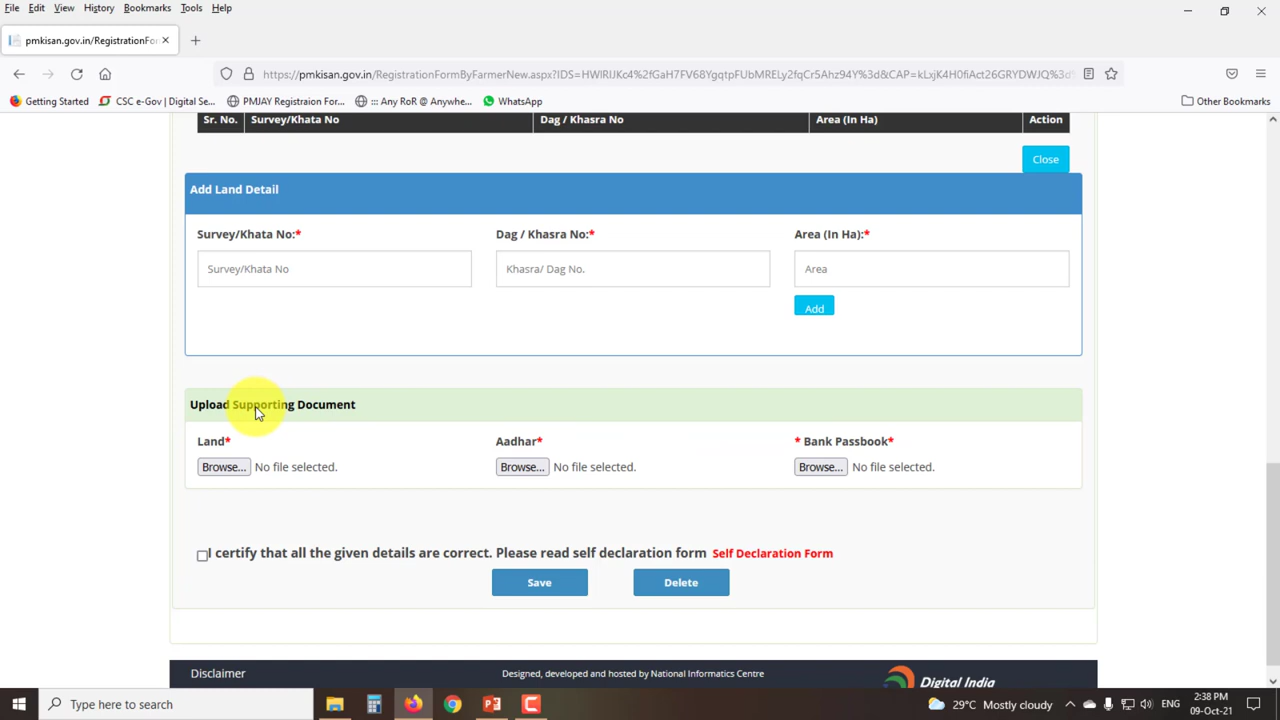 File Edit View History Bookmarks Tools Help
pmkisan.gov.in/RegistrationFor
https://pmkisan.gov.in/RegistrationFormByFarmerNew.aspx?IDS=HWIRIJKc4%2fGaH7FV68YgqtpFUbMRELy2fqCr5Ahz94Y%3d&CAP=kLxjK4H0fiAct26GRYDWJQ%3d%
Getting Started CSC e-Gov | Digital Se... PMJAY Registraion For... ::: Any RoR @ Anywhe... WhatsApp Other Bookmarks
Sr. No. Survey/Khata No Dag / Khasra No Area (In Ha) Action
Close
Add Land Detail
Survey/Khata No:* Dag / Khasra No:* Area (In Ha):*
Survey/Khata No Khasra/ Dag No. Area
Add
Upload Supporting Document
Land* Aadhar* * Bank Passbook*
Browse... No file selected. Browse... No file selected. Browse... No file selected.
I certify that all the given details are correct. Please read self declaration form Self Declaration Form
Save Delete
Disclaimer Designed, developed and hosted by National Informatics Centre Digital India
Type here to search 29°C Mostly cloudy ENG 2:38 PM
09-Oct-21